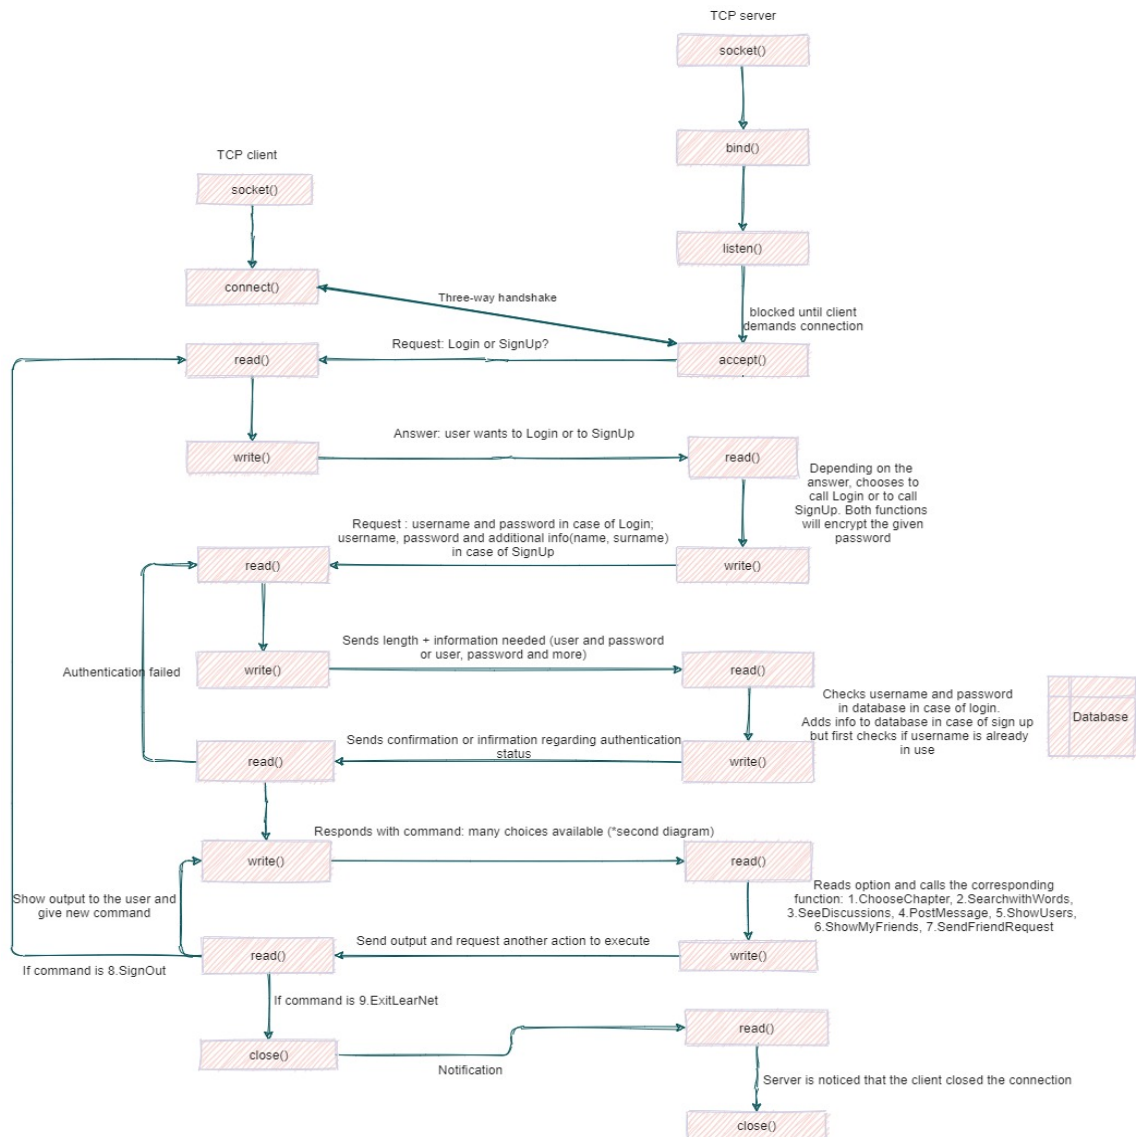 TCP server
socket()
bind()
TCP client
socket()
listen()
connect()
Three-way handshake
blocked until client
demands connection
Request: Login or SignUp?
read()
accept()
Answer: user wants to Login or to SignUp
write()
read()
Depending on the
answer, chooses to
call Login or to call
SignUp. Both functions
will encrypt the given
password
Request : username and password in case of Login;
username, password and additional info(name, surname)
in case of SignUp
read()
write()
Authentication failed
Sends length + information needed (user and password
or user, password and more)
write()
read()
Checks username and password
in database in case of login.
Adds info to database in case of sign up
but first checks if username is already
in use
Database
Sends confirmation or infirmation regarding authentication
status
read()
write()
Responds with command: many choices available (*second diagram)
write()
read()
Show output to the user and
give new command
Reads option and calls the corresponding
function: 1.ChooseChapter, 2.SearchwithWords,
3.SeeDiscussions, 4.PostMessage, 5.ShowUsers,
6.ShowMyFriends, 7.SendFriendRequest
Send output and request another action to execute
read()
write()
If command is 8.SignOut
If command is 9.ExitLearNet
close()
Notification
read()
Server is noticed that the client closed the connection
close()